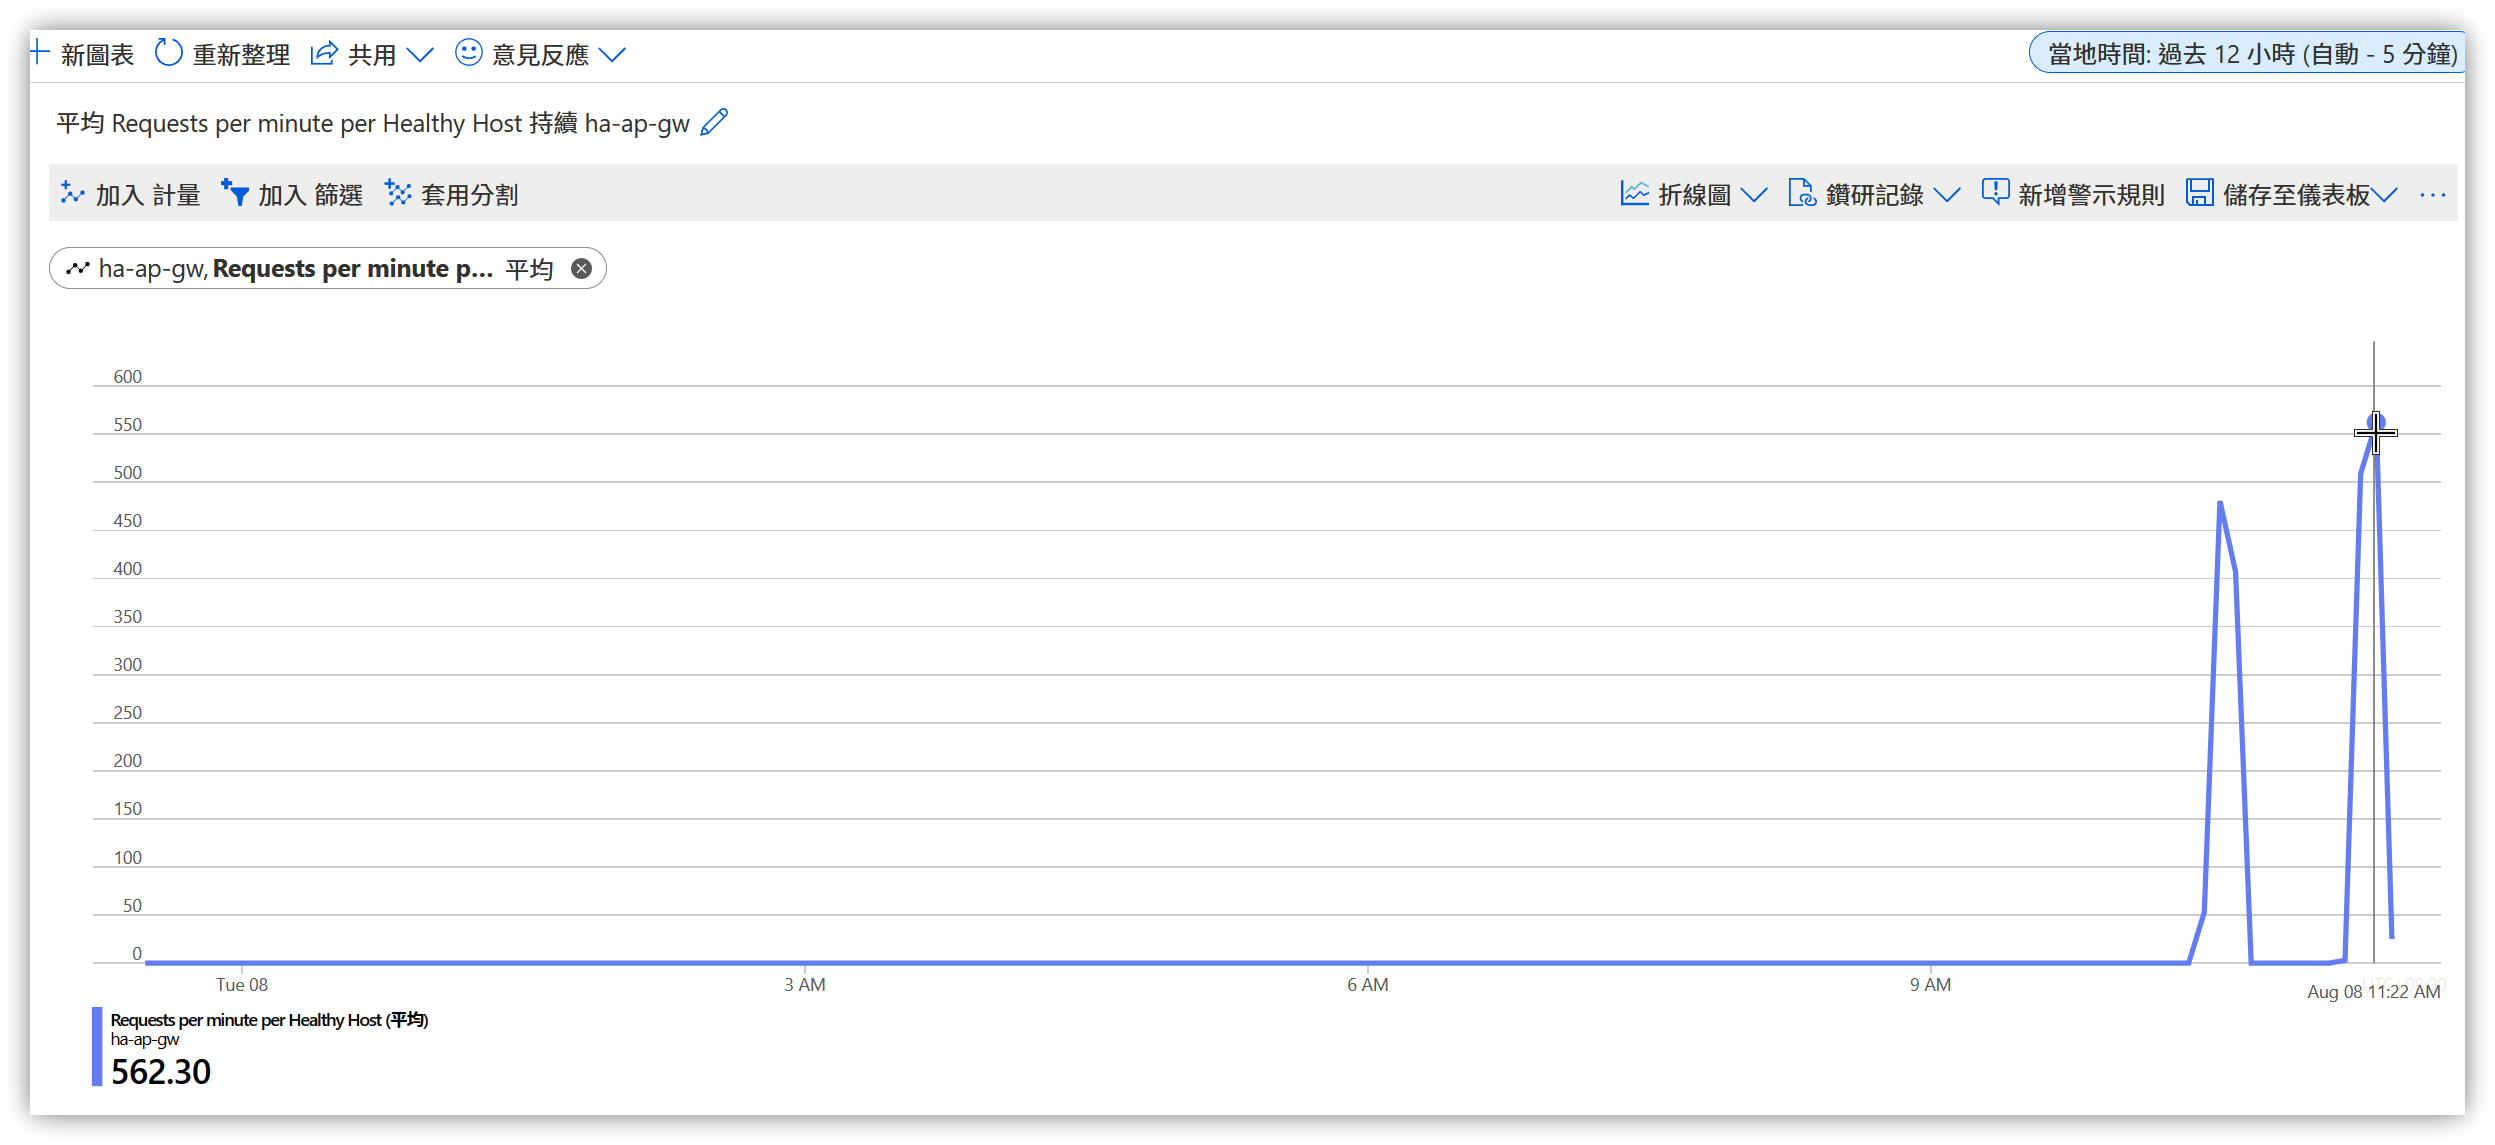 新圖表 重新整理 共用 意見反應 當地時間: 過去 12 小時 (自動 - 5 分鐘)
平均 Requests per minute per Healthy Host 持續 ha-ap-gw
加入 計量 加入 篩選 套用分割 折線圖 鑽研記錄 新增警示規則 儲存至儀表板 ...
ha-ap-gw, Requests per minute p... 平均
600
550
500
450
400
350
300
250
200
150
100
50
0
Tue 08 3 AM 6 AM 9 AM
Aug 08 11:22 AM
Requests per minute per Healthy Host (平均)
ha-ap-gw
562.30